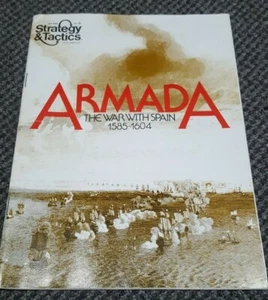 Strategy
&Tactics
ARMADA
THE WAR WITH SPAIN
1585-1604